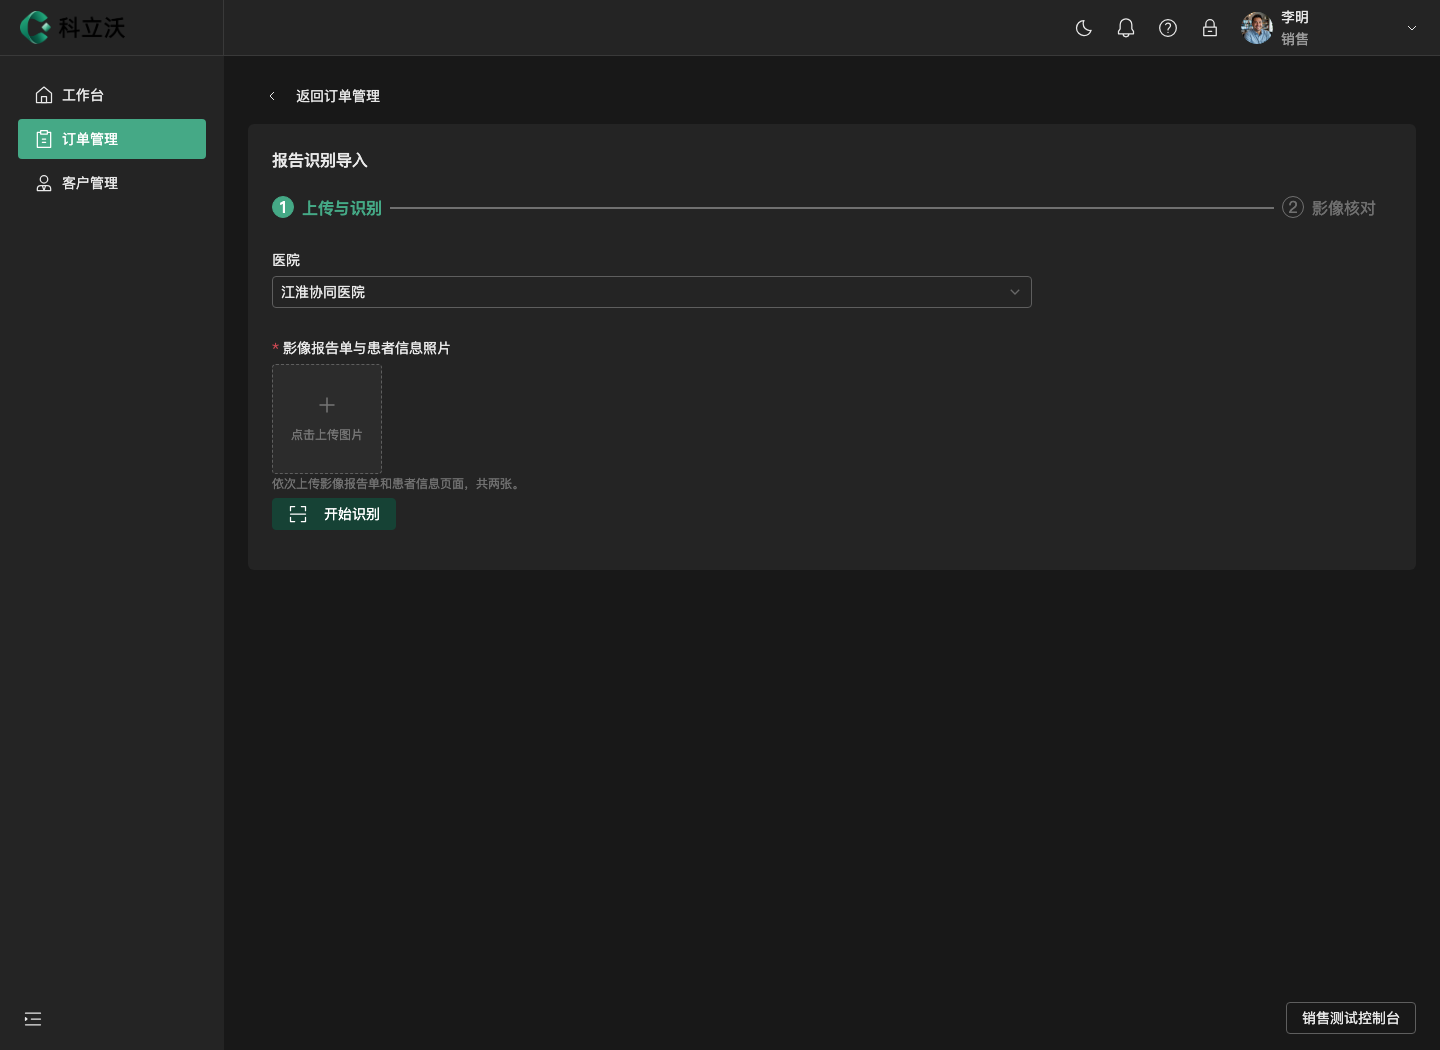 科立沃
李明
销售
工作台
订单管理
客户管理
返回订单管理
报告识别导入
1 上传与识别
2 影像核对
医院
江淮协同医院
* 影像报告单与患者信息照片
点击上传图片
依次上传影像报告单和患者信息页面，共两张。
开始识别
销售测试控制台